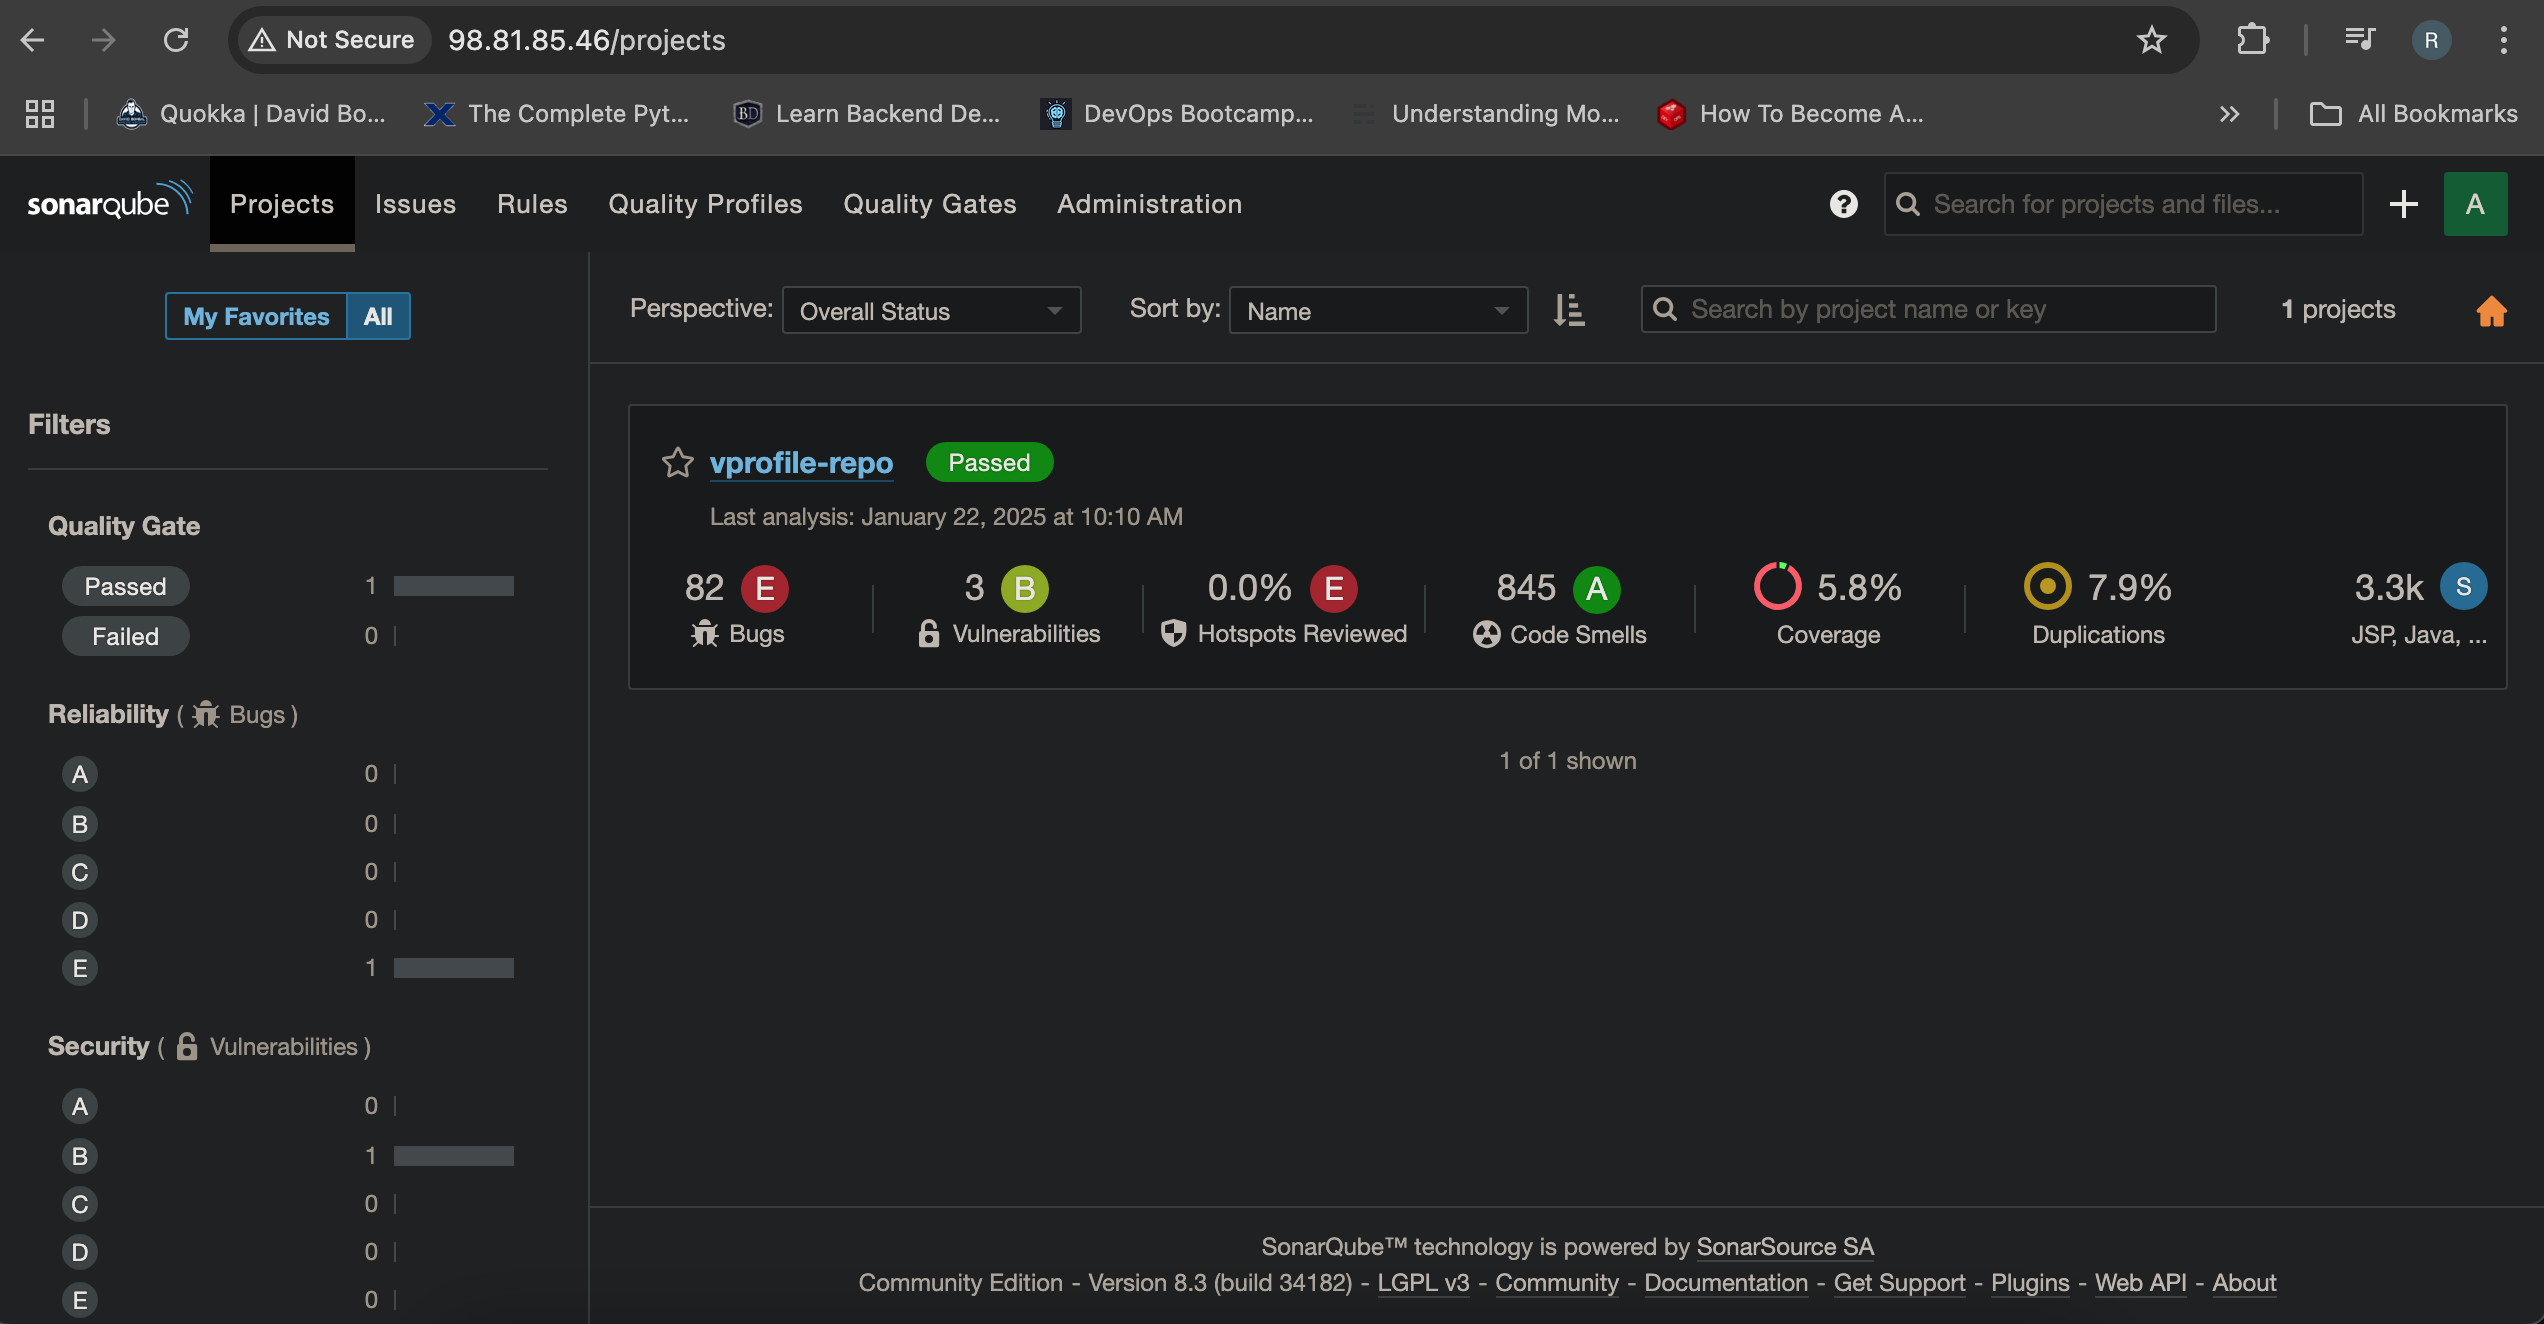 Not Secure 98.81.85.46/projects R
Quokka | David Bo... The Complete Pyt... BD Learn Backend De... DevOps Bootcamp... Understanding Mo... How To Become A... All Bookmarks
sonarqube Projects Issues Rules Quality Profiles Quality Gates Administration Search for projects and files... A
My Favorites All
Perspective: Overall Status Sort by: Name Search by project name or key 1 projects
Filters
Quality Gate
Passed 1
Failed 0
Reliability ( Bugs )
A 0
B 0
C 0
D 0
E 1
Security ( Vulnerabilities )
A 0
B 1
C 0
D 0
E 0
vprofile-repo Passed
Last analysis: January 22, 2025 at 10:10 AM
82 E 3 B 0.0% E 845 A 5.8% 7.9% 3.3k S
Bugs Vulnerabilities Hotspots Reviewed Code Smells Coverage Duplications JSP, Java, ...
1 of 1 shown
SonarQube™ technology is powered by SonarSource SA
Community Edition - Version 8.3 (build 34182) - LGPL v3 - Community - Documentation - Get Support - Plugins - Web API - About